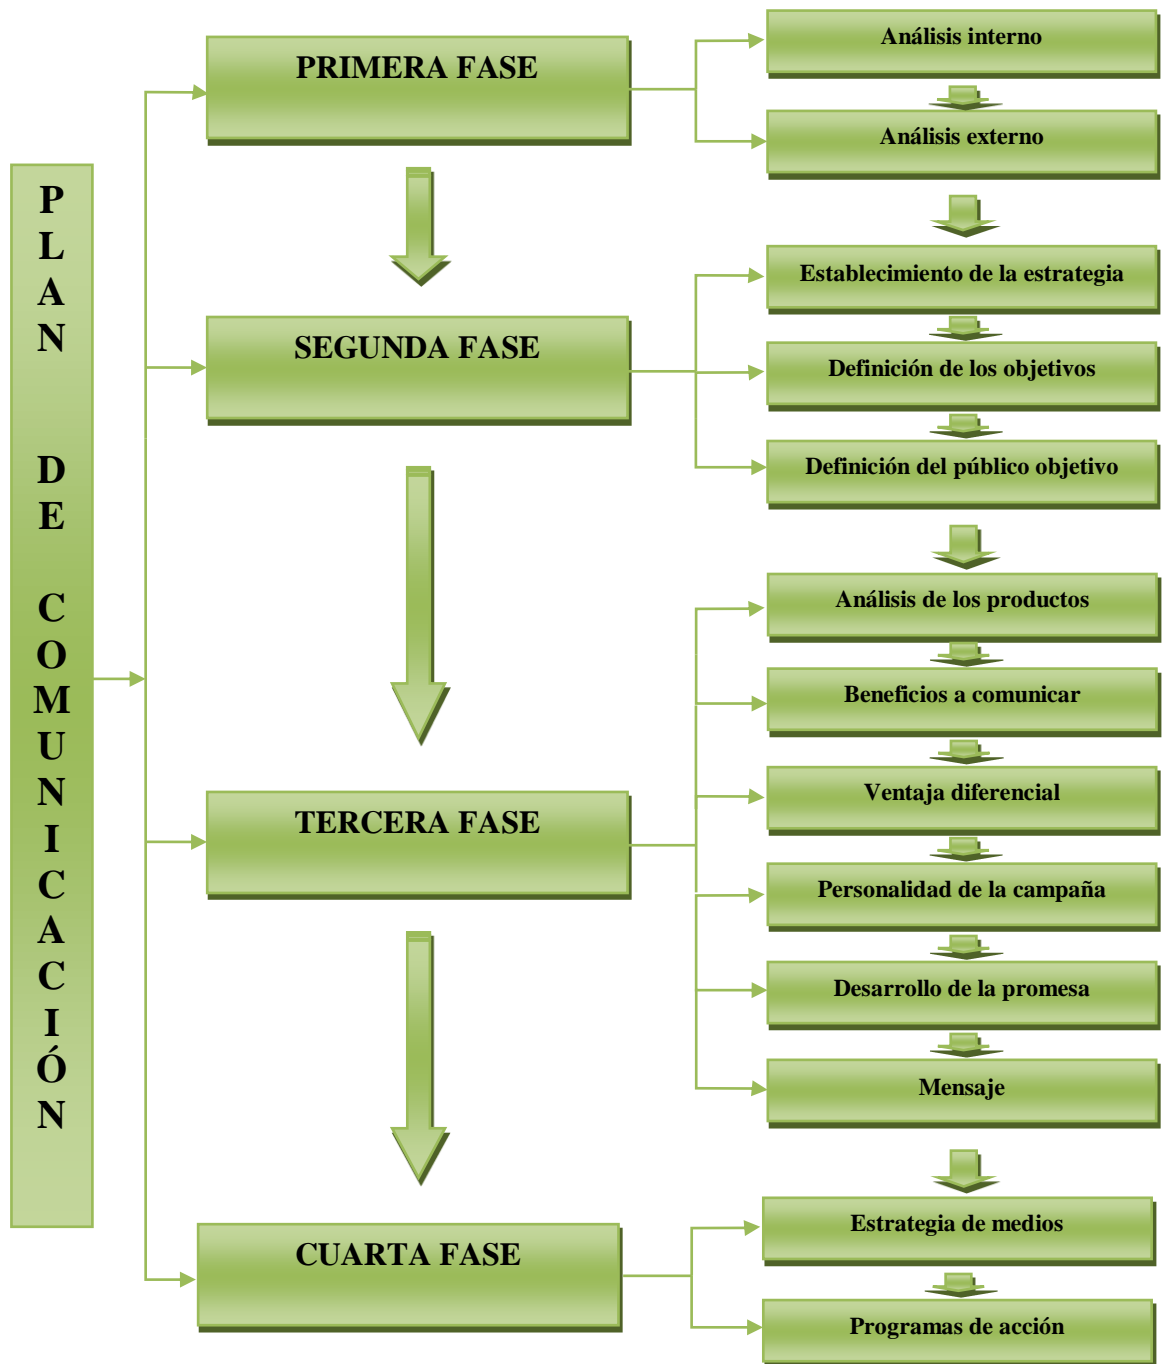 PLAN DE COMUNICACIÓN
PRIMERA FASE
Análisis interno
Análisis externo
SEGUNDA FASE
Establecimiento de la estrategia
Definición de los objetivos
Definición del público objetivo
TERCERA FASE
Análisis de los productos
Beneficios a comunicar
Ventaja diferencial
Personalidad de la campaña
Desarrollo de la promesa
Mensaje
CUARTA FASE
Estrategia de medios
Programas de acción